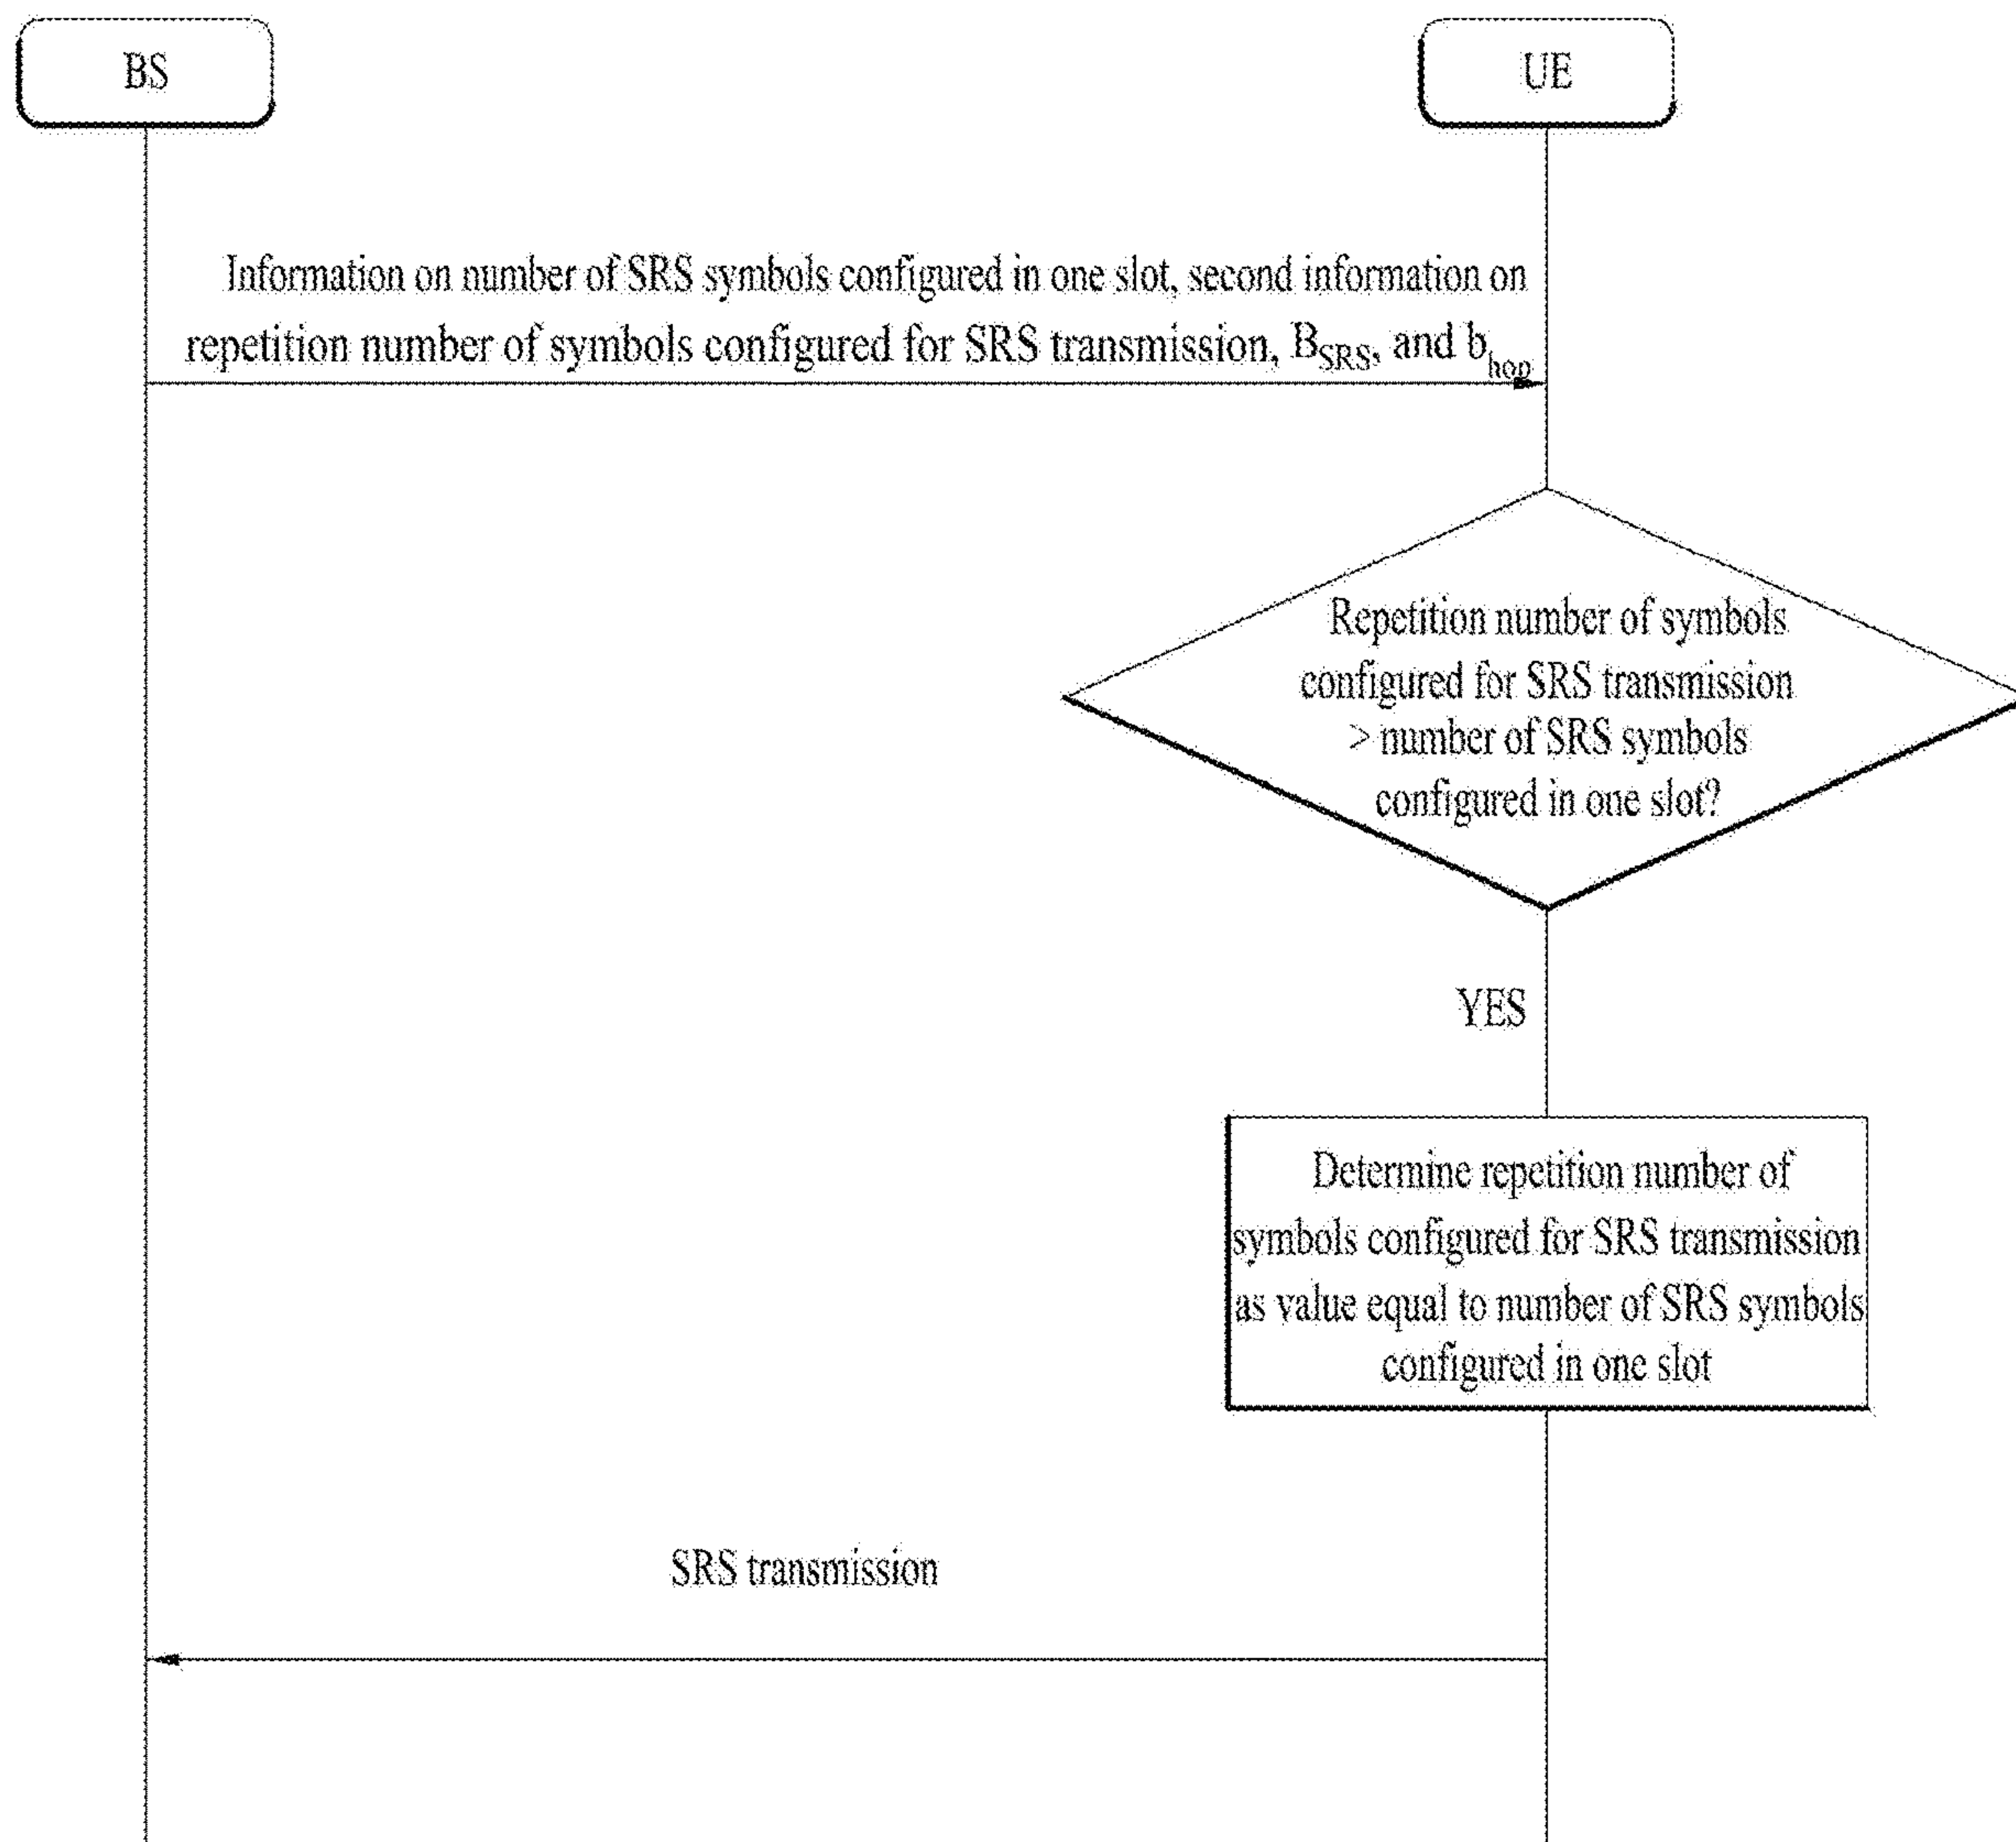 BS
UE
Information on number of SRS symbols configured in one slot, second information on
repetition number of symbols configured for SRS transmission, B_SRS, and b_hop
Repetition number of symbols
configured for SRS transmission
> number of SRS symbols
configured in one slot?
YES
Determine repetition number of
symbols configured for SRS transmission
as value equal to number of SRS symbols
configured in one slot
SRS transmission